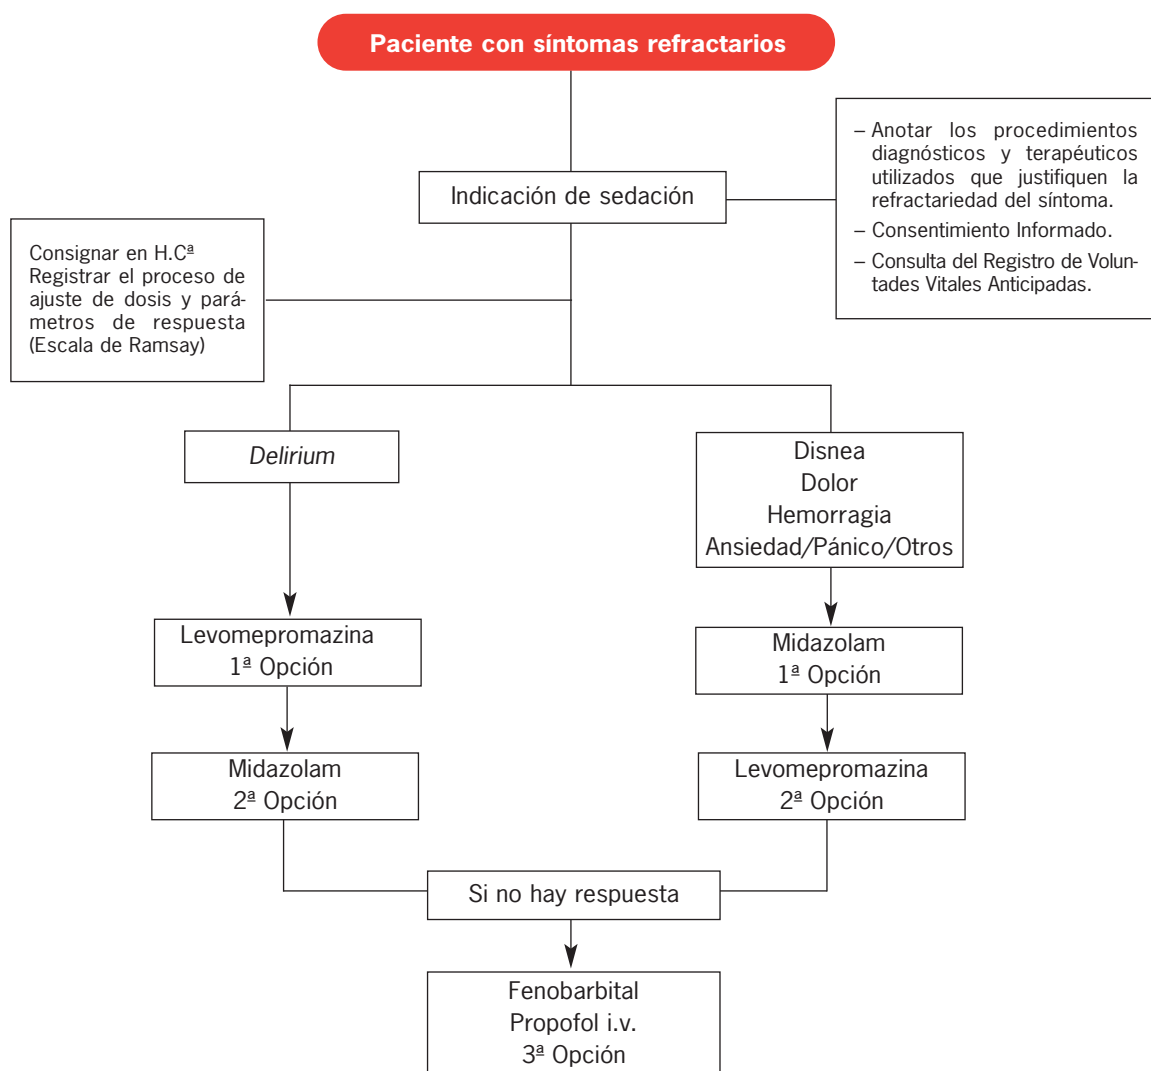 Paciente con síntomas refractarios
– Anotar los procedimientos
diagnósticos y terapéuticos
utilizados que justifiquen la
refractariedad del síntoma.
– Consentimiento Informado.
– Consulta del Registro de Volun-
tades Vitales Anticipadas.
Indicación de sedación
Consignar en H.Cª
Registrar el proceso de
ajuste de dosis y pará-
metros de respuesta
(Escala de Ramsay)
Delirium
Disnea
Dolor
Hemorragia
Ansiedad/Pánico/Otros
Levomepromazina
1ª Opción
Midazolam
1ª Opción
Midazolam
2ª Opción
Levomepromazina
2ª Opción
Si no hay respuesta
Fenobarbital
Propofol i.v.
3ª Opción